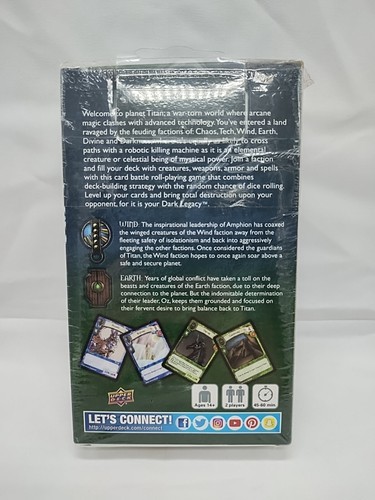 Welcome to planet Titan; a war-torn world where arcane
magic clashes with advanced technology. You've entered a land
ravaged by the feuding factions of: Chaos, Tech, Wind, Earth,
Divine and as likely to cross
paths with a robotic killing machine as it is an elemental
creature or celestial being of mystical power. Join a faction
and fill your deck with creatures, weapons, armor and spells
with this card battle role-playing game that combines
deck-building strategy with the random chance of dice rolling.
Level up your cards and bring total destruction upon your
opponent, for it is your Dark Legacy™.
WIND: The inspirational leadership of Amphion has coaxed
the winged creatures of the Wind faction away from the
fleeting safety of isolationism and back into aggressively
engaging the other factions. Once considered the guardians
of Titan, the Wind faction hopes to once again soar above a
safe and secure planet.
EARTH: Years of global conflict have taken a toll on the
beasts and creatures of the Earth faction, due to their deep
connection to the planet. But the indomitable determination
of their leader, Oz, keeps them grounded and focused on
their fervent desire to bring balance back to Titan.
UPPER DECK
Ages 14+
2 players
45-60 min
LET'S CONNECT!
http://upperdeck.com/connect